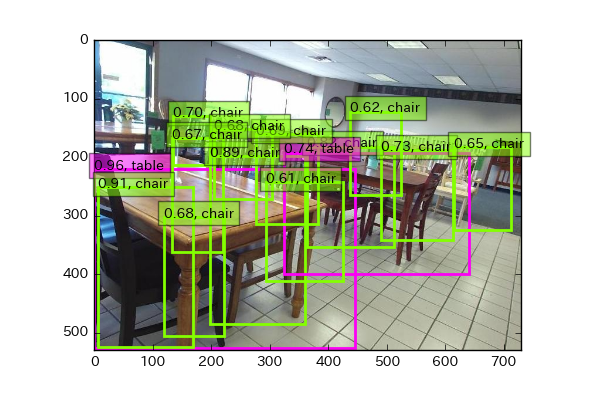 0
100
200
300
400
500
0.70, chair
0.62, chair
0.68, chair
0.67, chair
0.89, chair
0.74, table
0.73, chair
0.65, chair
0.96, table
0.91, chair
0.61, chair
0.68, chair
0 100 200 300 400 500 600 700